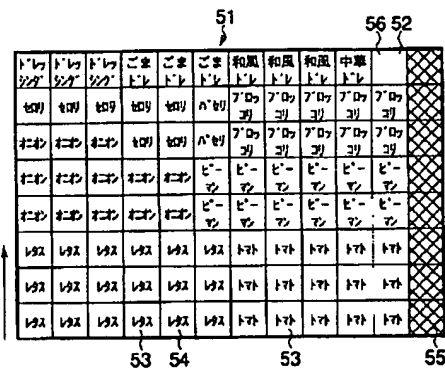 51
56 52
ドレッ ドレッ ドレッ ごま ごま ごま 和風 和風 和風 中華
シング シング シング ドレ ドレ ドレ ドレ ドレ ドレ ドレ
セロリ セロリ セロリ セロリ セロリ パセリ ブロッ ブロッ ブロッ ブロッ ブロッ
コリ コリ コリ コリ コリ
オニオン オニオン オニオン セロリ セロリ パセリ ブロッ ブロッ ブロッ ブロッ ブロッ
コリ コリ コリ コリ コリ
オニオン オニオン オニオン オニオン オニオン ピー ピー ピー ピー ピー ピー
マン マン マン マン マン マン
オニオン オニオン オニオン オニオン オニオン ピー ピー ピー ピー ピー ピー
マン マン マン マン マン マン
レタス レタス レタス レタス レタス レタス トマト トマト トマト トマト トマト
レタス レタス レタス レタス レタス レタス トマト トマト トマト トマト トマト
レタス レタス レタス レタス レタス レタス トマト トマト トマト トマト トマト
53 54 53 55